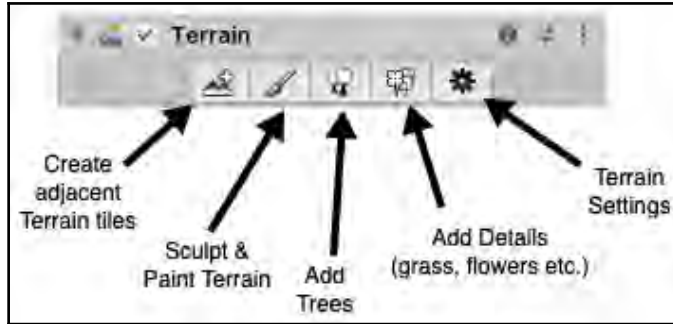 Terrain
Create
adjacent
Terrain tiles
Sculpt &
Paint Terrain
Add
Trees
Add Details
(grass, flowers etc.)
Terrain
Settings